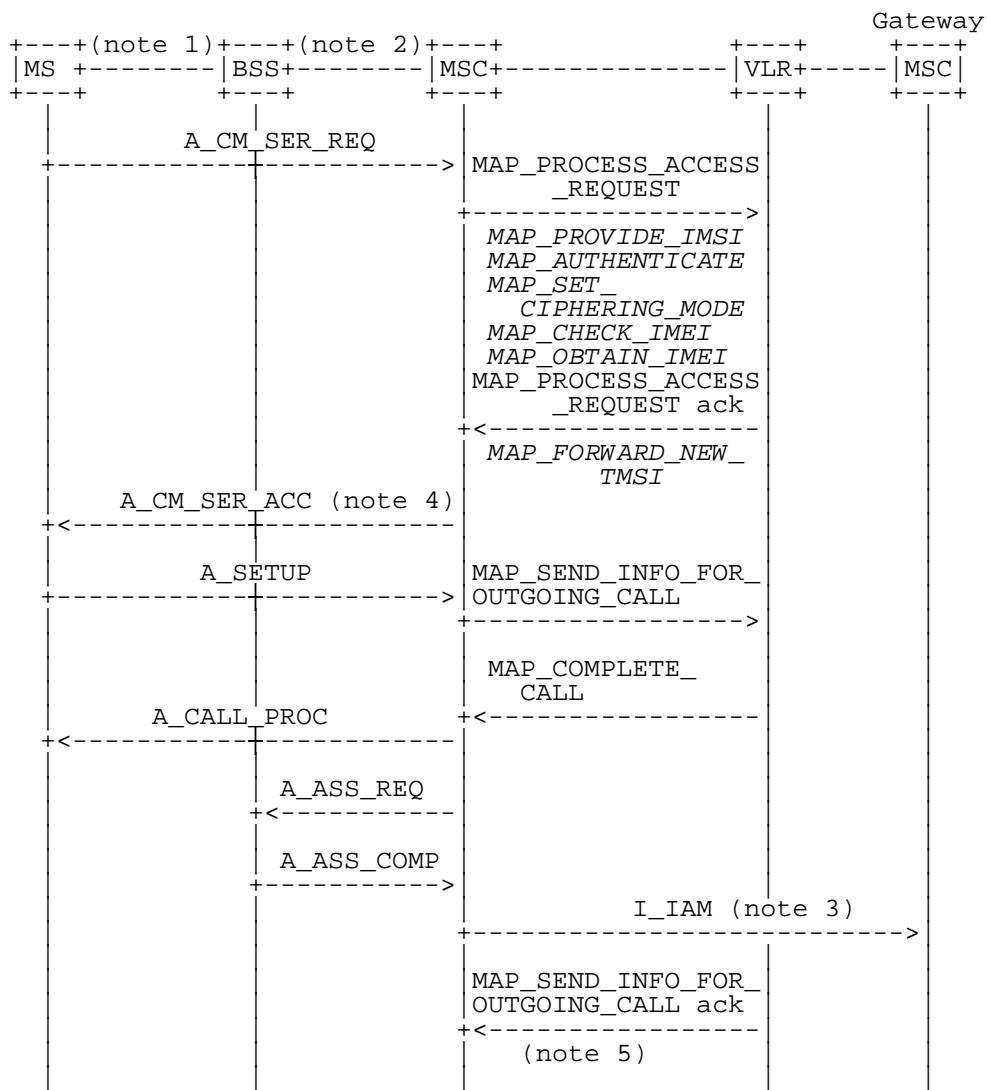 Gateway
(note 1) (note 2)
MS BSS MSC VLR MSC
A_CM_SER_REQ
MAP_PROCESS_ACCESS
_REQUEST
MAP_PROVIDE_IMSI
MAP_AUTHENTICATE
MAP_SET_
CIPHERING_MODE
MAP_CHECK_IMEI
MAP_OBTAIN_IMEI
MAP_PROCESS_ACCESS
_REQUEST ack
MAP_FORWARD_NEW_
TMSI
A_CM_SER_ACC (note 4)
A_SETUP
MAP_SEND_INFO_FOR_
OUTGOING_CALL
MAP_COMPLETE_
CALL
A_CALL_PROC
A_ASS_REQ
A_ASS_COMP
I_IAM (note 3)
MAP_SEND_INFO_FOR_
OUTGOING_CALL ack
(note 5)